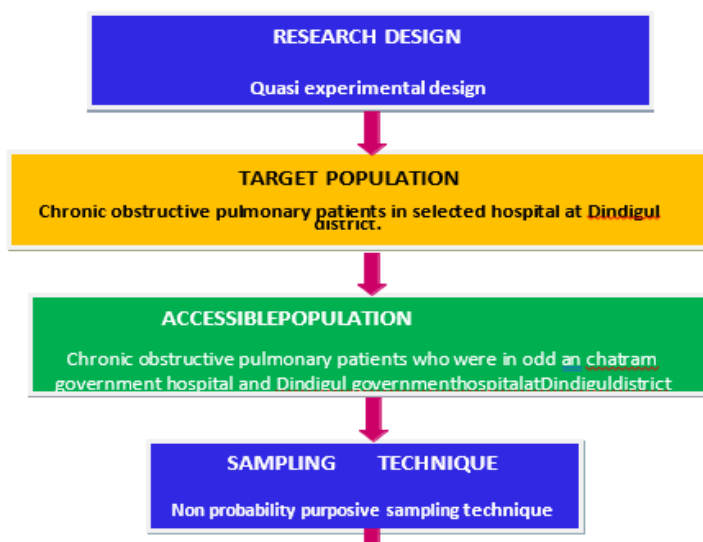 RESEARCH DESIGN
Quasi experimental design
TARGET POPULATION
Chronic obstructive pulmonary patients in selected hospital at Dindigul
district.
ACCESSIBLEPOPULATION
Chronic obstructive pulmonary patients who were in odd an chatram
government hospital and Dindigul governmenthospitalatDindiguldistrict
SAMPLING TECHNIQUE
Non probability purposive sampling technique